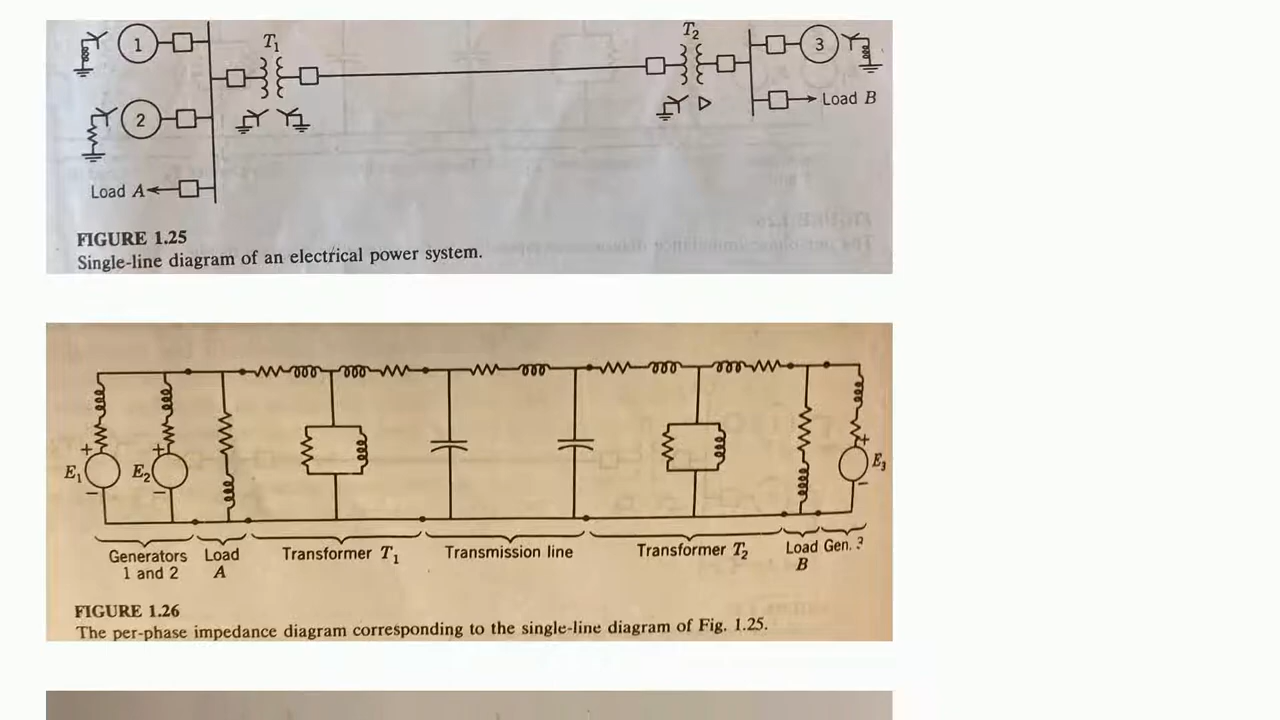 1
T₁
T₂
3
2
Load B
Load A
FIGURE 1.25
Single-line diagram of an electrical power system.
+
+
+
E₁
E₂
E₃
−
−
−
Generators
1 and 2
Load
A
Transformer T₁
Transmission line
Transformer T₂
Load
B
Gen. 3
FIGURE 1.26
The per-phase impedance diagram corresponding to the single-line diagram of Fig. 1.25.